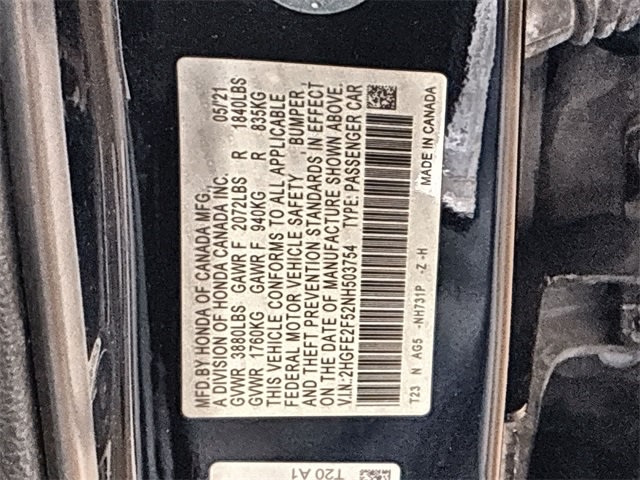 MFD. BY HONDA OF CANADA MFG., 05/21
A DIVISION OF HONDA CANADA INC.
GVWR 3880LBS GAWR F 2072LBS R 1840LBS
GVWR 1760KG GAWR F 940KG R 835KG
THIS VEHICLE CONFORMS TO ALL APPLICABLE
FEDERAL MOTOR VEHICLE SAFETY , BUMPER,
AND THEFT PREVENTION STANDARDS IN EFFECT
ON THE DATE OF MANUFACTURE SHOWN ABOVE.
V.I.N.:2HGFE2F52NH503754 TYPE:PASSENGER CAR
MADE IN CANADA
T23 N AG5 -NH731P -Z-H
T20 A1